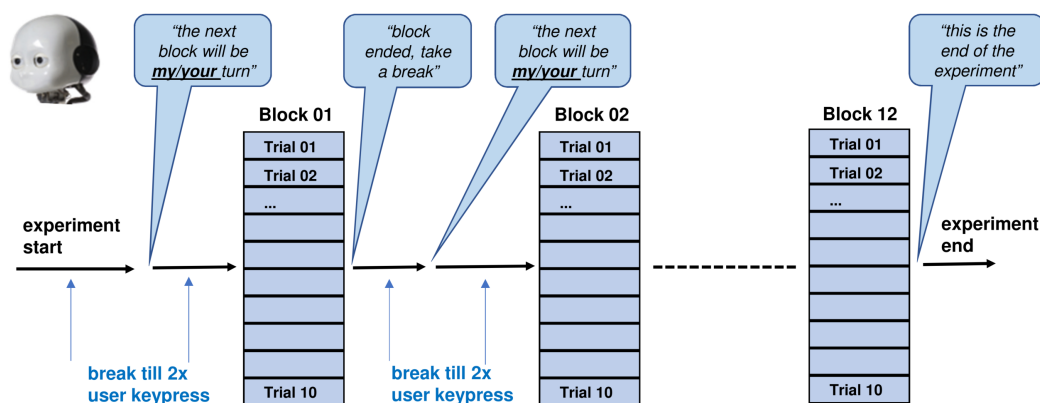 “the next
block will be
my/your turn”
“block
ended, take
a break”
“the next
block will be
my/your turn”
“this is the
end of the
experiment”
Block 01
Block 02
Block 12
Trial 01
Trial 02
...
Trial 10
Trial 01
Trial 02
...
Trial 10
Trial 01
Trial 02
...
Trial 10
experiment
start
experiment
end
break till 2x
user keypress
break till 2x
user keypress